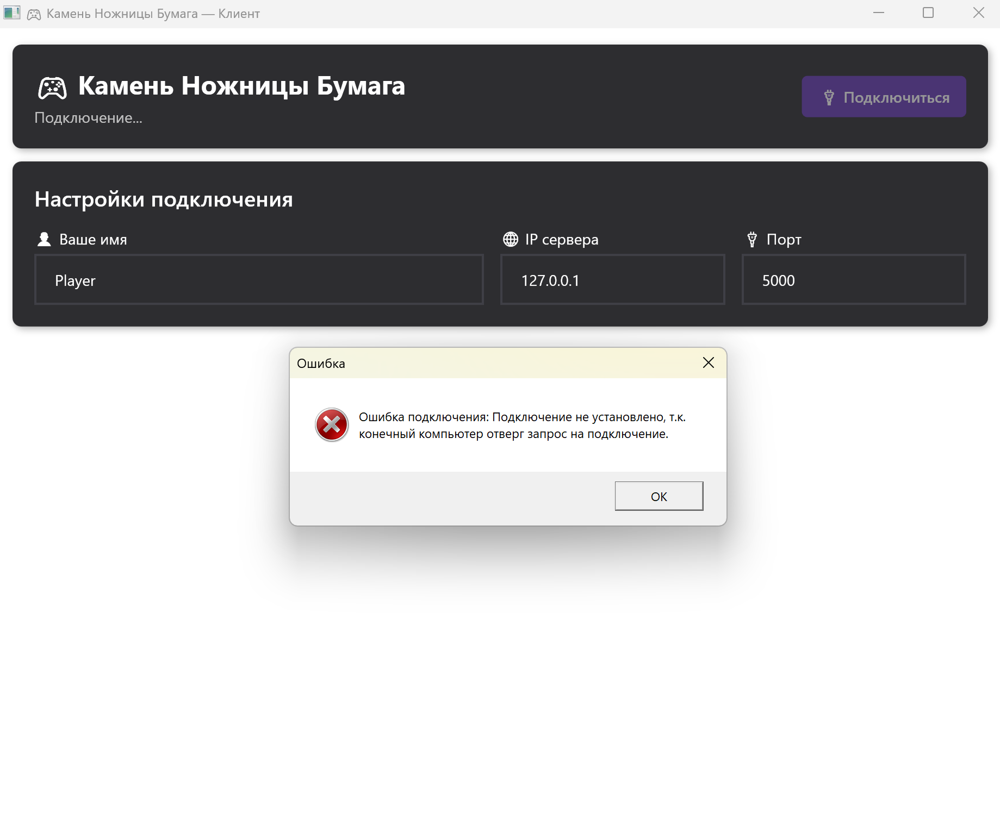 Камень Ножницы Бумага — Клиент
Камень Ножницы Бумага
Подключение...
Подключиться
Настройки подключения
Ваше имя
IP сервера
Порт
Player
127.0.0.1
5000
Ошибка
Ошибка подключения: Подключение не установлено, т.к.
конечный компьютер отверг запрос на подключение.
ОК